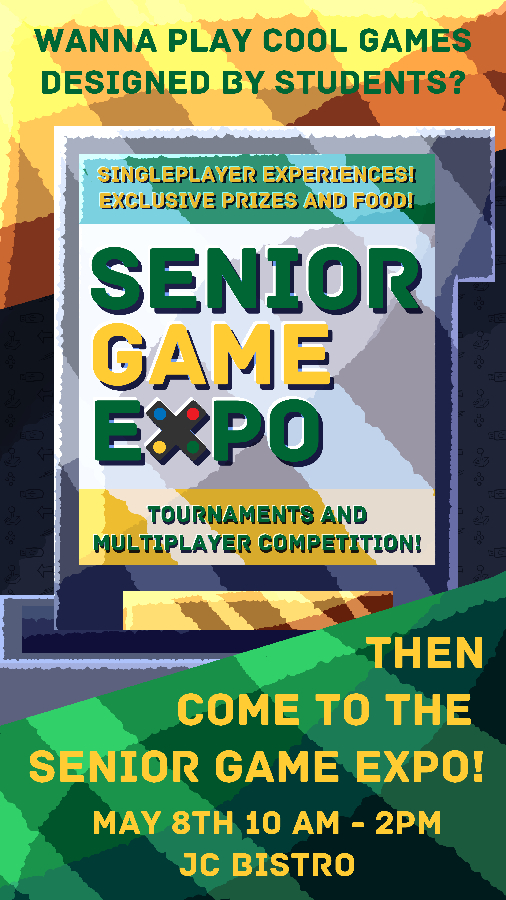 WANNA PLAY COOL GAMES
DESIGNED BY STUDENTS?
SINGLEPLAYER EXPERIENCES!
EXCLUSIVE PRIZES AND FOOD!
SENIOR
GAME
EXPO
TOURNAMENTS AND
MULTIPLAYER COMPETITION!
THEN
COME TO THE
SENIOR GAME EXPO!
MAY 8TH 10 AM - 2PM
JC BISTRO